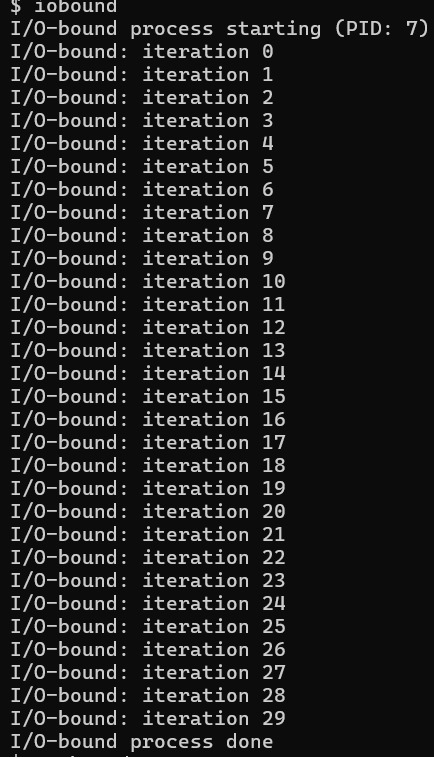 $ iobound
I/O-bound process starting (PID: 7)
I/O-bound: iteration 0
I/O-bound: iteration 1
I/O-bound: iteration 2
I/O-bound: iteration 3
I/O-bound: iteration 4
I/O-bound: iteration 5
I/O-bound: iteration 6
I/O-bound: iteration 7
I/O-bound: iteration 8
I/O-bound: iteration 9
I/O-bound: iteration 10
I/O-bound: iteration 11
I/O-bound: iteration 12
I/O-bound: iteration 13
I/O-bound: iteration 14
I/O-bound: iteration 15
I/O-bound: iteration 16
I/O-bound: iteration 17
I/O-bound: iteration 18
I/O-bound: iteration 19
I/O-bound: iteration 20
I/O-bound: iteration 21
I/O-bound: iteration 22
I/O-bound: iteration 23
I/O-bound: iteration 24
I/O-bound: iteration 25
I/O-bound: iteration 26
I/O-bound: iteration 27
I/O-bound: iteration 28
I/O-bound: iteration 29
I/O-bound process done